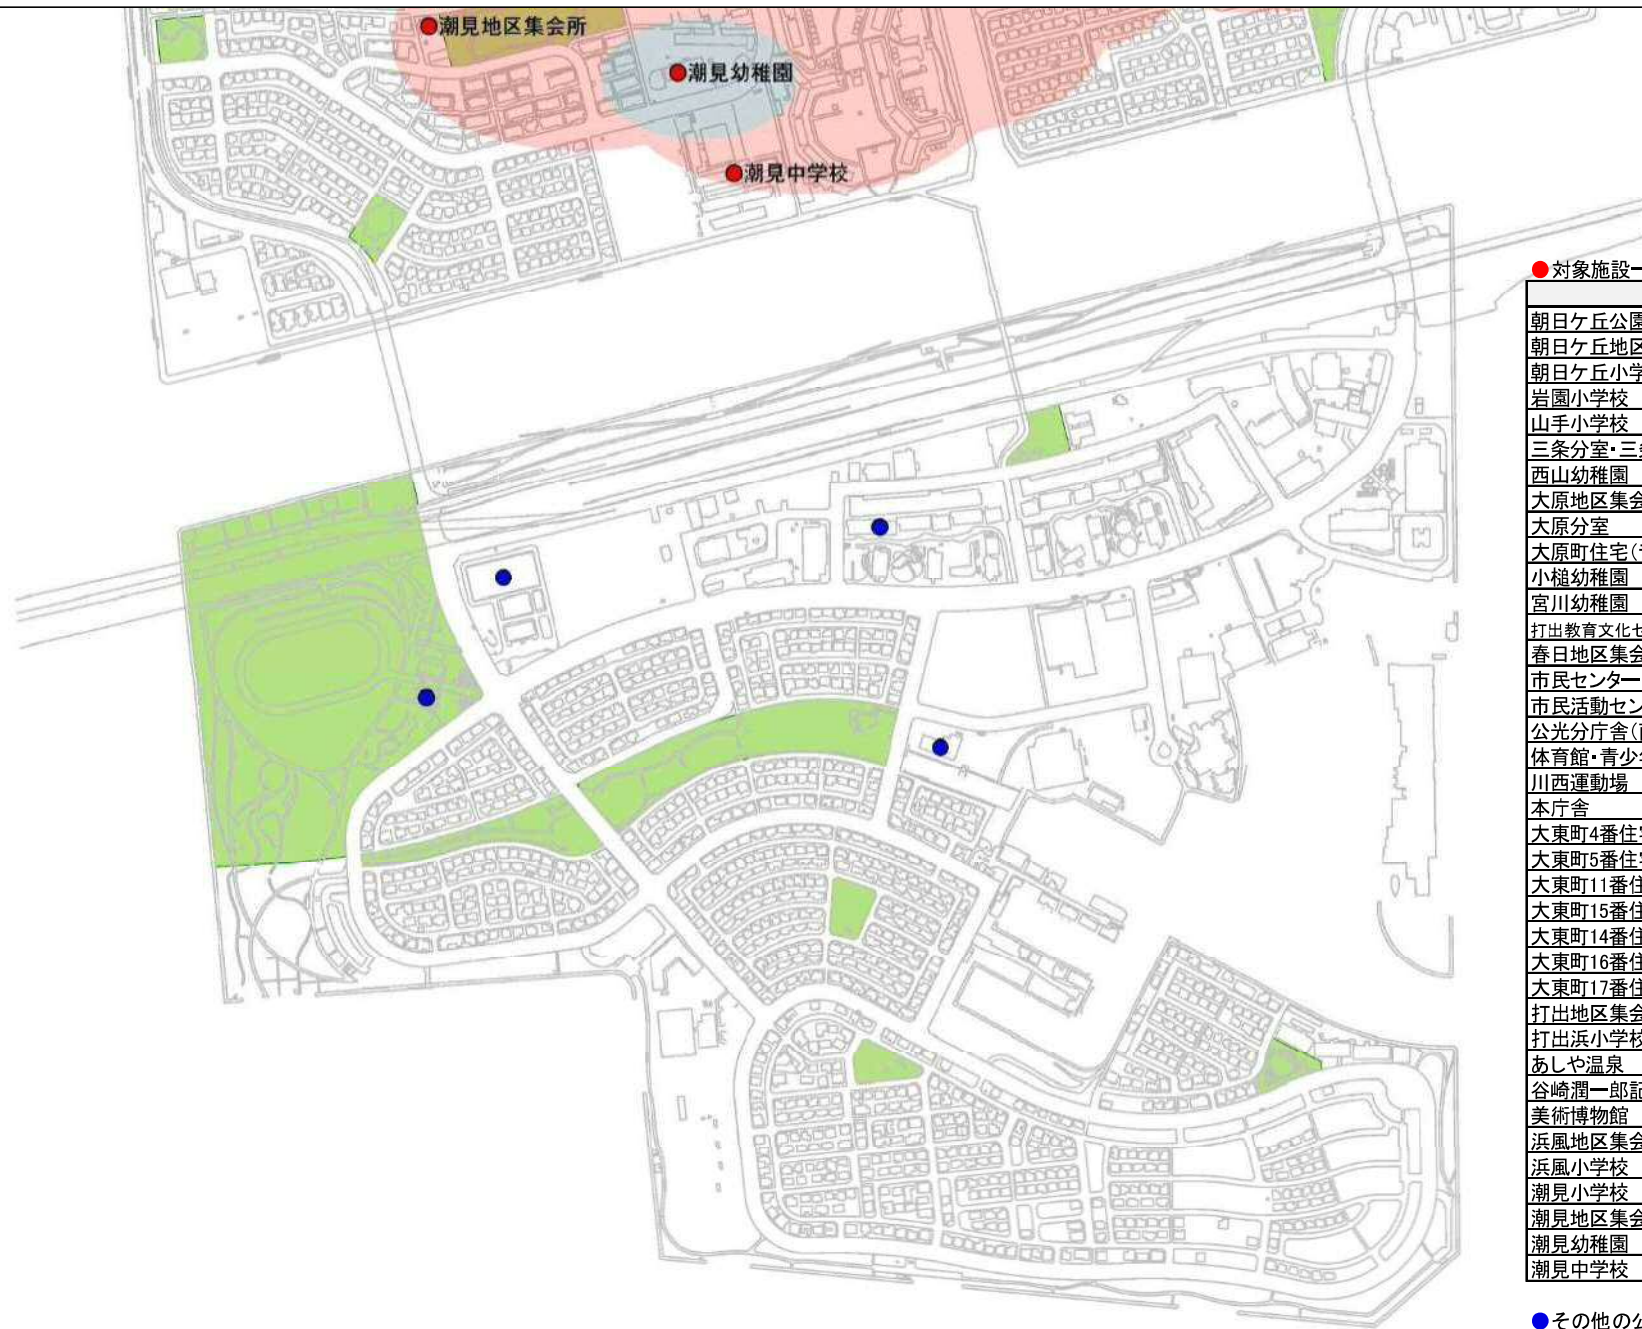 潮見地区集会所
潮見幼稚園
潮見中学校
●対象施設一
朝日ケ丘公園
朝日ケ丘地区
朝日ケ丘小学
岩園小学校
山手小学校
三条分室・三条
西山幼稚園
大原地区集会
大原分室
大原町住宅(
小槌幼稚園
宮川幼稚園
打出教育文化セ
春日地区集会
市民センター
市民活動セン
公光分庁舎(
体育館・青少年
川西運動場
本庁舎
大東町4番住宅
大東町5番住宅
大東町11番住
大東町15番住
大東町14番住
大東町16番住
大東町17番住
打出地区集会
打出浜小学校
あしや温泉
谷崎潤一郎記
美術博物館
浜風地区集会
浜風小学校
潮見小学校
潮見地区集会
潮見幼稚園
潮見中学校
●その他の公